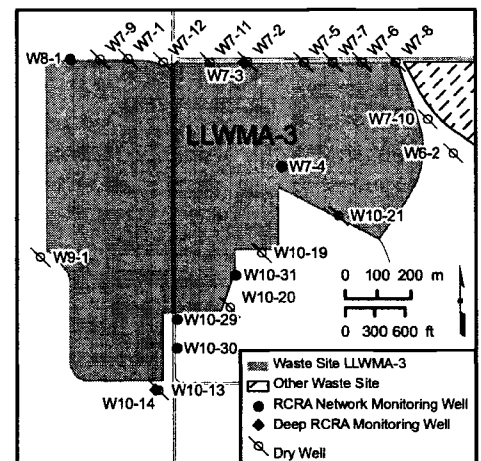 W7-9
W7-1
W7-12
W7-11
W7-2
W7-5
W7-7
W7-6
W7-8
W8-1
W7-3
LLWMA-3
W7-10
W6-2
W7-4
W10-21
W9-1
W10-19
W10-31
W10-20
0 100 200 m
0 300 600 ft
W10-29
W10-30
W10-13
W10-14
Waste Site LLWMA-3
Other Waste Site
RCRA Network Monitoring Well
Deep RCRA Monitoring Well
Dry Well